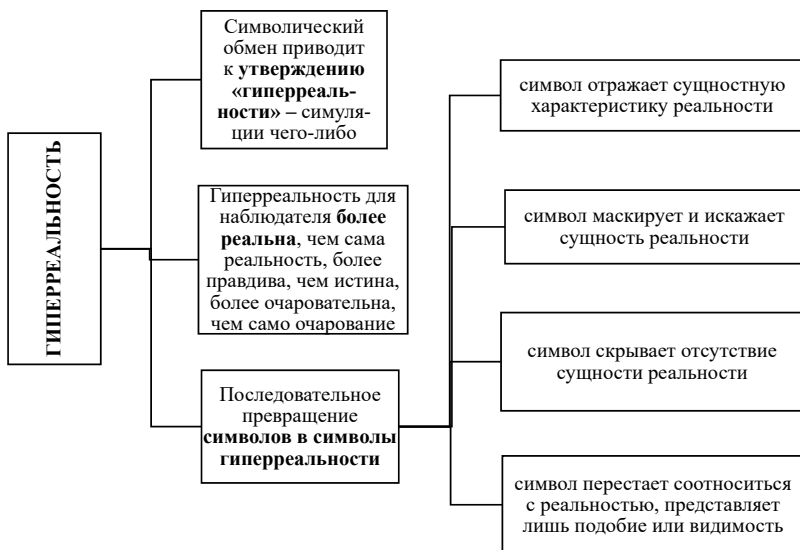 ГИПЕРРЕАЛЬНОСТЬ
Символический
обмен приводит
к утверждению
«гиперреаль-
ности» – симуля-
ции чего-либо
Гиперреальность для
наблюдателя более
реальна, чем сама
реальность, более
правдива, чем истина,
более очаровательна,
чем само очарование
Последовательное
превращение
символов в символы
гиперреальности
символ отражает сущностную
характеристику реальности
символ маскирует и искажает
сущность реальности
символ скрывает отсутствие
сущности реальности
символ перестает соотноситься
с реальностью, представляет
лишь подобие или видимость